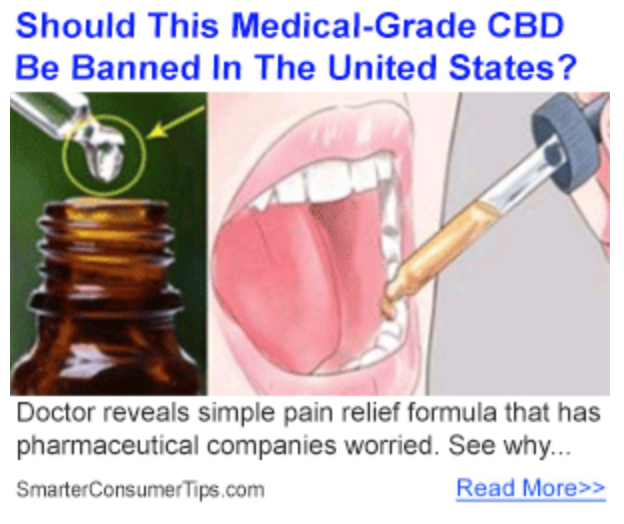 Should This Medical-Grade CBD
Be Banned In The United States?
Doctor reveals simple pain relief formula that has
pharmaceutical companies worried. See why...
SmarterConsumerTips.com
Read More>>